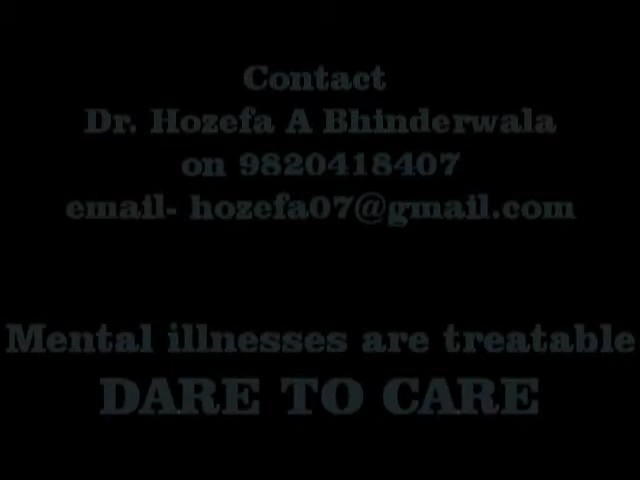 Contact
Dr. Hozefa A Bhinderwala
on 9820418407
email- hozefa07@gmail.com
Mental illnesses are treatable
DARE TO CARE